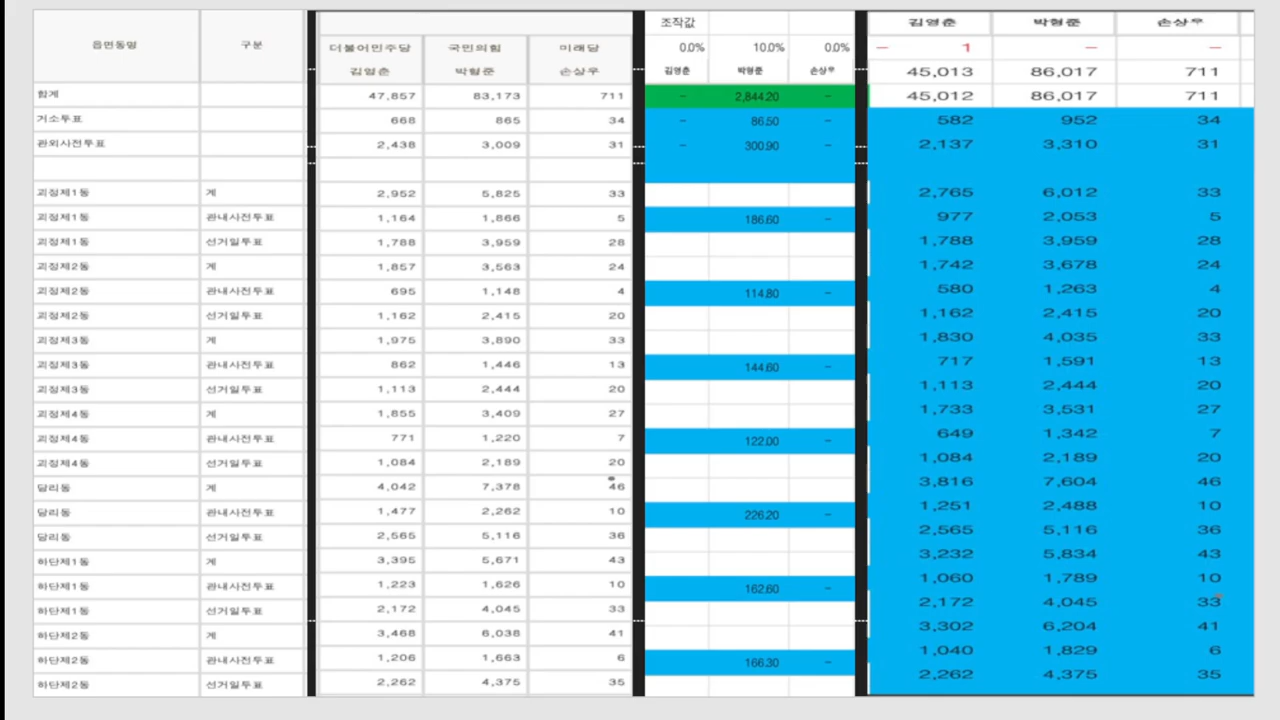 읍면동명 구분 더불어민주당 국민의힘 미래당 조작값 김영춘 박형준 손상우
0.0% 10.0% 0.0% - 1 - -
김영춘 박형준 손상우 김영춘 박형준 손상우 45,013 86,017 711
합계 47,857 83,173 711 - 2,844.20 - 45,012 86,017 711
거소투표 668 865 34 - 86.50 - 582 952 34
관외사전투표 2,438 3,009 31 - 300.90 - 2,137 3,310 31
괴정제1동 계 2,952 5,825 33 2,765 6,012 33
괴정제1동 관내사전투표 1,164 1,866 5 186.60 - 977 2,053 5
괴정제1동 선거일투표 1,788 3,959 28 1,788 3,959 28
괴정제2동 계 1,857 3,563 24 1,742 3,678 24
괴정제2동 관내사전투표 695 1,148 4 114.80 - 580 1,263 4
괴정제2동 선거일투표 1,162 2,415 20 1,162 2,415 20
괴정제3동 계 1,975 3,890 33 1,830 4,035 33
괴정제3동 관내사전투표 862 1,446 13 144.60 - 717 1,591 13
괴정제3동 선거일투표 1,113 2,444 20 1,113 2,444 20
괴정제4동 계 1,855 3,409 27 1,733 3,531 27
괴정제4동 관내사전투표 771 1,220 7 122.00 - 649 1,342 7
괴정제4동 선거일투표 1,084 2,189 20 1,084 2,189 20
당리동 계 4,042 7,378 46 3,816 7,604 46
당리동 관내사전투표 1,477 2,262 10 226.20 - 1,251 2,488 10
당리동 선거일투표 2,565 5,116 36 2,565 5,116 36
하단제1동 계 3,395 5,671 43 3,232 5,834 43
하단제1동 관내사전투표 1,223 1,626 10 162.60 - 1,060 1,789 10
하단제1동 선거일투표 2,172 4,045 33 2,172 4,045 33
하단제2동 계 3,468 6,038 41 3,302 6,204 41
하단제2동 관내사전투표 1,206 1,663 6 166.30 - 1,040 1,829 6
하단제2동 선거일투표 2,262 4,375 35 2,262 4,375 35